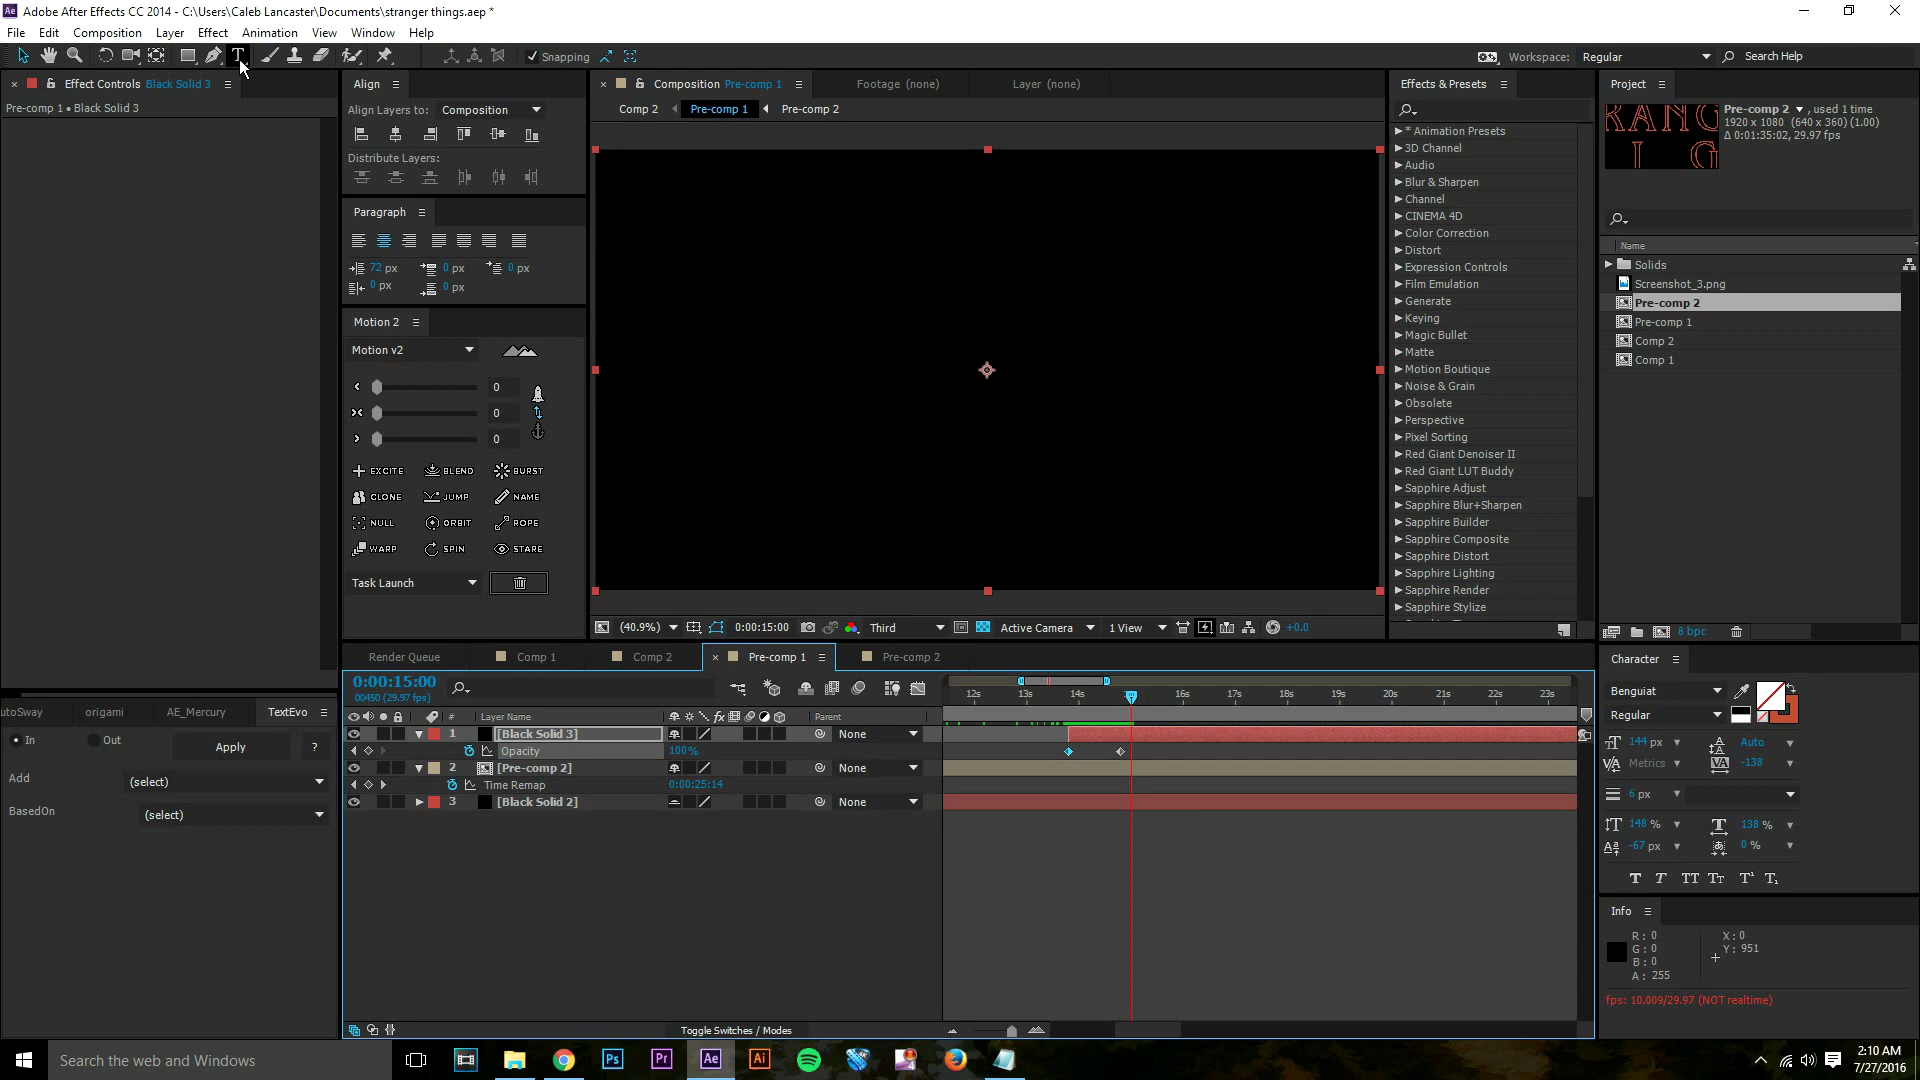 Adobe After Effects CC 2014 - C:\Users\Caleb Lancaster\Documents\stranger things.aep *
File Edit Composition Layer Effect Animation View Window Help
T Snapping Workspace: Regular Search Help
Effect Controls Black Solid 3
Pre-comp 1 • Black Solid 3
Align
Align Layers to: Composition
Distribute Layers:
Paragraph
72 px 0 px 0 px
0 px 0 px
Motion 2
Motion v2
0
0
0
EXCITE BLEND BURST
CLONE JUMP NAME
NULL ORBIT ROPE
WARP SPIN STARE
Task Launch
Composition Pre-comp 1 Footage (none) Layer (none)
Comp 2 Pre-comp 1 Pre-comp 2
(40.9%) 0:00:15:00 Third Active Camera 1 View +0.0
Effects & Presets
* Animation Presets
3D Channel
Audio
Blur & Sharpen
Channel
CINEMA 4D
Color Correction
Distort
Expression Controls
Film Emulation
Generate
Keying
Magic Bullet
Matte
Motion Boutique
Noise & Grain
Obsolete
Perspective
Pixel Sorting
Red Giant Denoiser II
Red Giant LUT Buddy
Sapphire Adjust
Sapphire Blur+Sharpen
Sapphire Builder
Sapphire Composite
Sapphire Distort
Sapphire Lighting
Sapphire Render
Sapphire Stylize
Project
Pre-comp 2 , used 1 time
1920 x 1080 (640 x 360) (1.00)
Δ 0:01:35:02, 29.97 fps
RANG
I G
Name
Solids
Screenshot_3.png
Pre-comp 2
Pre-comp 1
Comp 2
Comp 1
8 bpc
Character
Benguiat
Regular
144 px Auto
Metrics -138
6 px
148 % 138 %
-67 px 0 %
T T TT Tt T¹ T₁
Info
R: 0
G: 0
B: 0
A: 255
X: 0
Y: 951
fps: 10.009/29.97 (NOT realtime)
utoSway origami AE_Mercury TextEvo
In Out Apply ?
Add (select)
BasedOn (select)
Render Queue Comp 1 Comp 2 Pre-comp 1 Pre-comp 2
0:00:15:00
00450 (29.97 fps)
12s 13s 14s 16s 17s 18s 19s 20s 21s 22s 23s
# Layer Name fx Parent
1 [Black Solid 3] None
Opacity 100%
2 [Pre-comp 2] None
Time Remap 0:00:25:14
3 [Black Solid 2] None
Toggle Switches / Modes
Search the web and Windows
Ps Pr Ae Ai
2:10 AM
7/27/2016